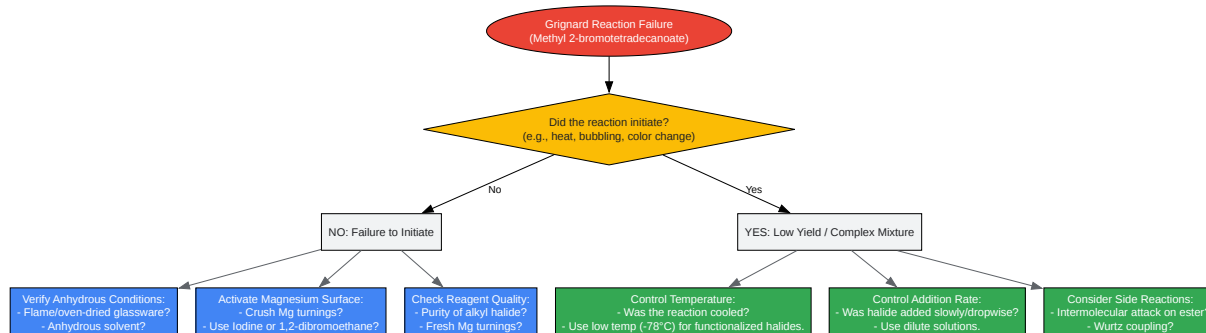 Grignard Reaction Failure
(Methyl 2-bromotetradecanoate)
Did the reaction initiate?
(e.g., heat, bubbling, color change)
No
Yes
NO: Failure to Initiate
YES: Low Yield / Complex Mixture
Verify Anhydrous Conditions:
- Flame/oven-dried glassware?
- Anhydrous solvent?
Activate Magnesium Surface:
- Crush Mg turnings?
- Use Iodine or 1,2-dibromoethane?
Check Reagent Quality:
- Purity of alkyl halide?
- Fresh Mg turnings?
Control Temperature:
- Was the reaction cooled?
- Use low temp (-78°C) for functionalized halides.
Control Addition Rate:
- Was halide added slowly/dropwise?
- Use dilute solutions.
Consider Side Reactions:
- Intermolecular attack on ester?
- Wurtz coupling?